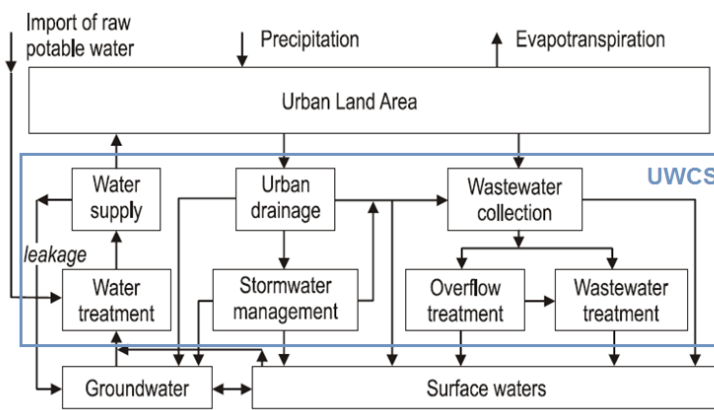 Import of raw
potable water
Precipitation
Evapotranspiration
Urban Land Area
UWCS
Water
supply
Urban
drainage
Wastewater
collection
leakage
Water
treatment
Stormwater
management
Overflow
treatment
Wastewater
treatment
Groundwater
Surface waters